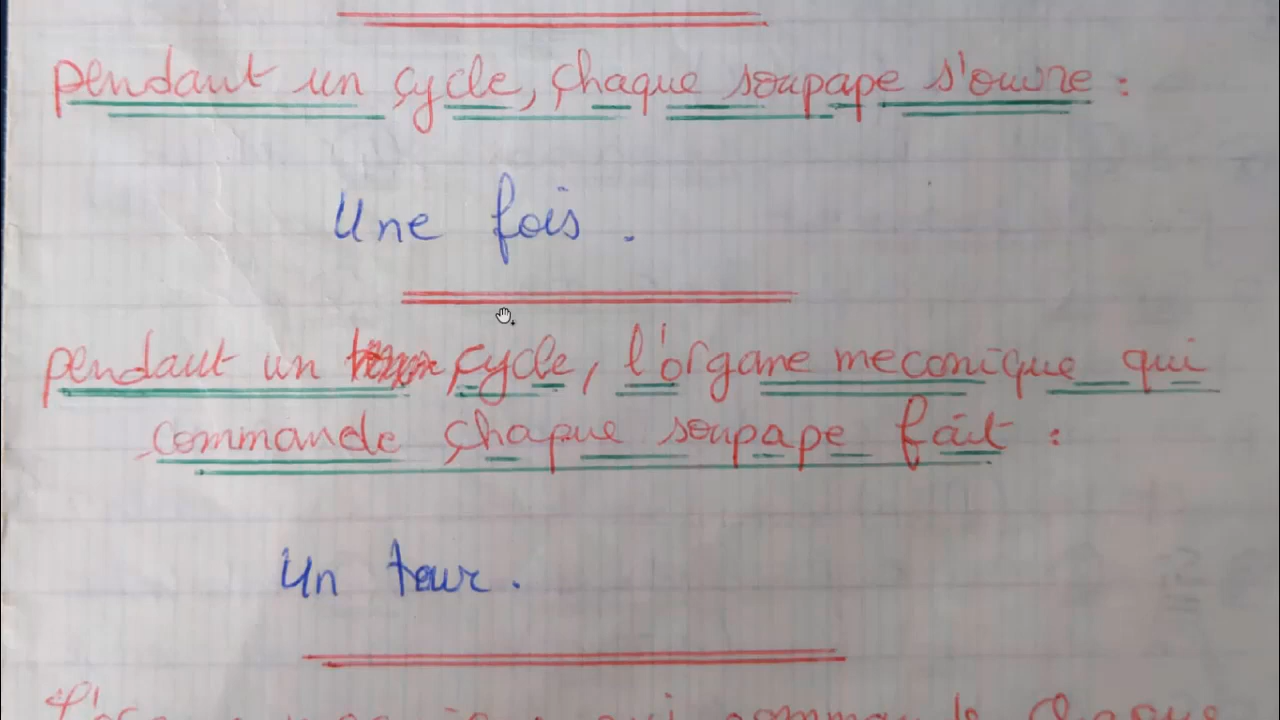 pendant un cycle, chaque soupape s'ouvre :
Une fois .
pendant un cycle, l'organe meconique qui
commande chaque soupape fait :
Un tour .